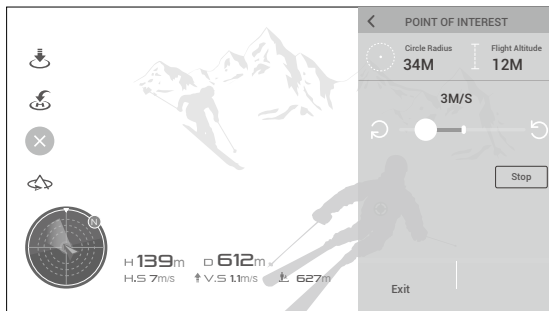 POINT OF INTEREST
Circle Radius
34M
Flight Altitude
12M
3M/S
Stop
H
N
H 139m D 612m
H.S 7m/s V.S 1.1m/s 627m
Exit